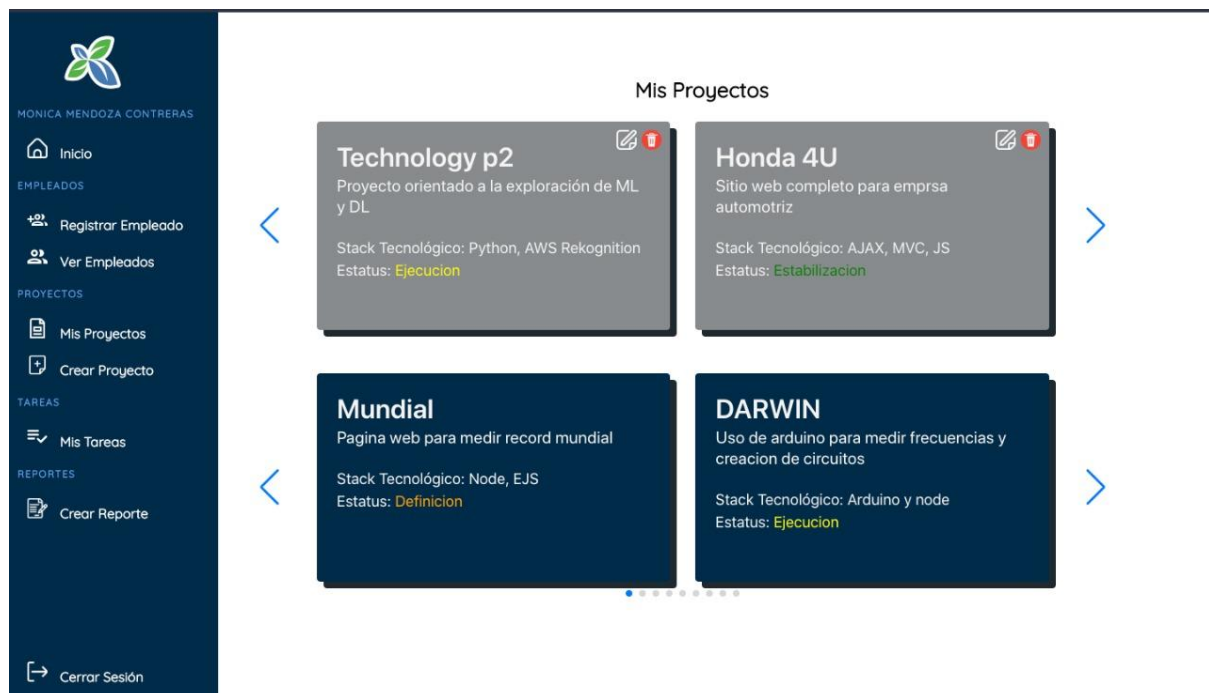 MONICA MENDOZA CONTRERAS
Inicio
EMPLEADOS
Registrar Empleado
Ver Empleados
PROYECTOS
Mis Proyectos
Crear Proyecto
TAREAS
Mis Tareas
REPORTES
Crear Reporte
Cerrar Sesión
Mis Proyectos
Technology p2
Proyecto orientado a la exploración de ML
y DL
Stack Tecnológico: Python, AWS Rekognition
Estatus: Ejecucion
Honda 4U
Sitio web completo para emprsa
automotriz
Stack Tecnológico: AJAX, MVC, JS
Estatus: Estabilizacion
Mundial
Pagina web para medir record mundial
Stack Tecnológico: Node, EJS
Estatus: Definicion
DARWIN
Uso de arduino para medir frecuencias y
creacion de circuitos
Stack Tecnológico: Arduino y node
Estatus: Ejecucion